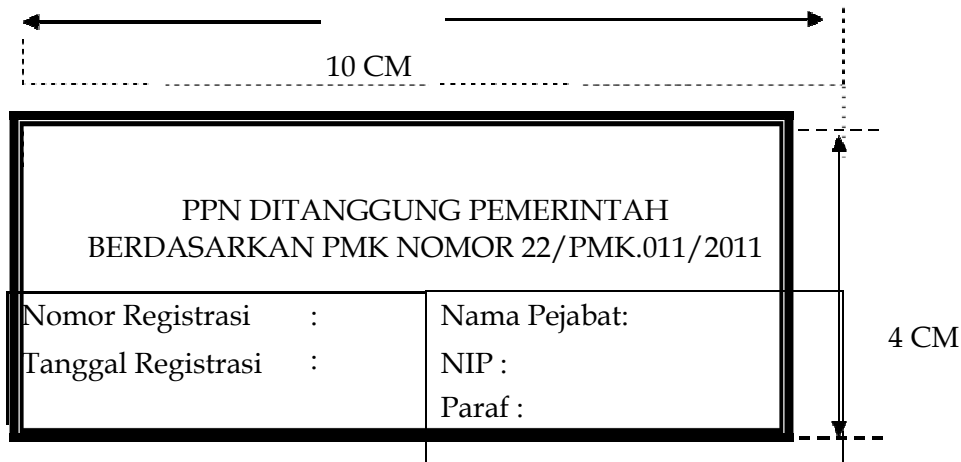 10 CM
PPN DITANGGUNG PEMERINTAH
BERDASARKAN PMK NOMOR 22/PMK.011/2011
Nomor Registrasi :
Tanggal Registrasi :
Nama Pejabat:
NIP :
Paraf :
4 CM